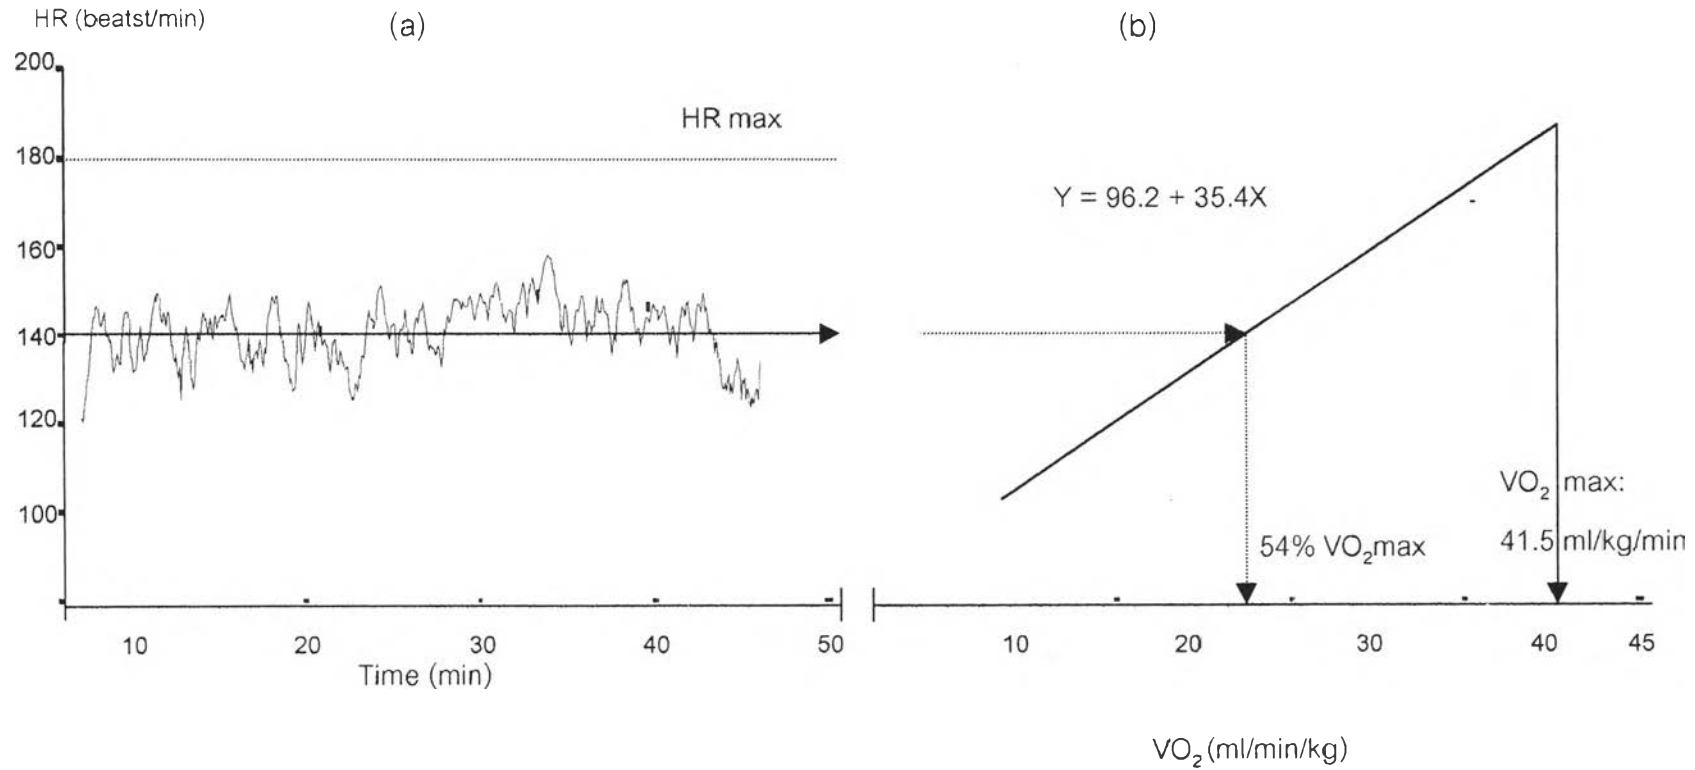 HR (beatst/min)
(a)
200
HR max
180
160
140
120
100
10 20 30 40 50
Time (min)
(b)
Y = 96.2 + 35.4X
VO₂ max:
54% VO₂max
41.5 ml/kg/min
10 20 30 40 45
VO₂ (ml/min/kg)